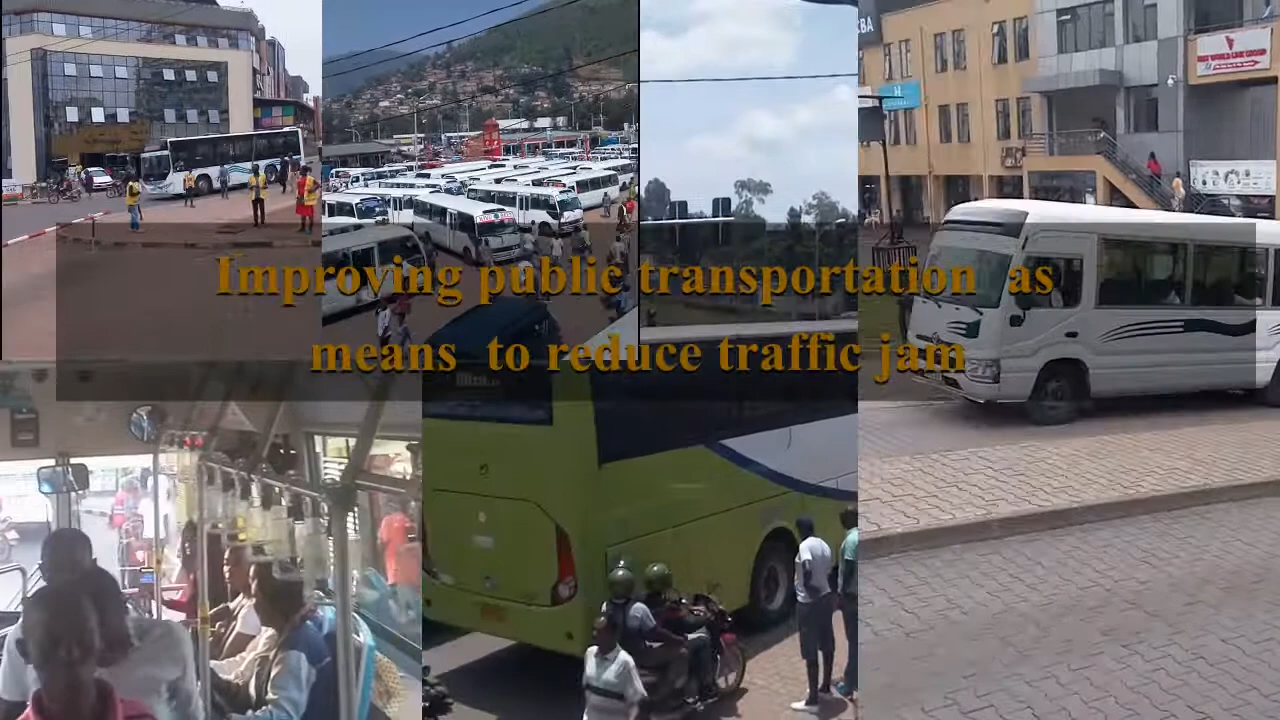 Improving public transportation as
means to reduce traffic jam